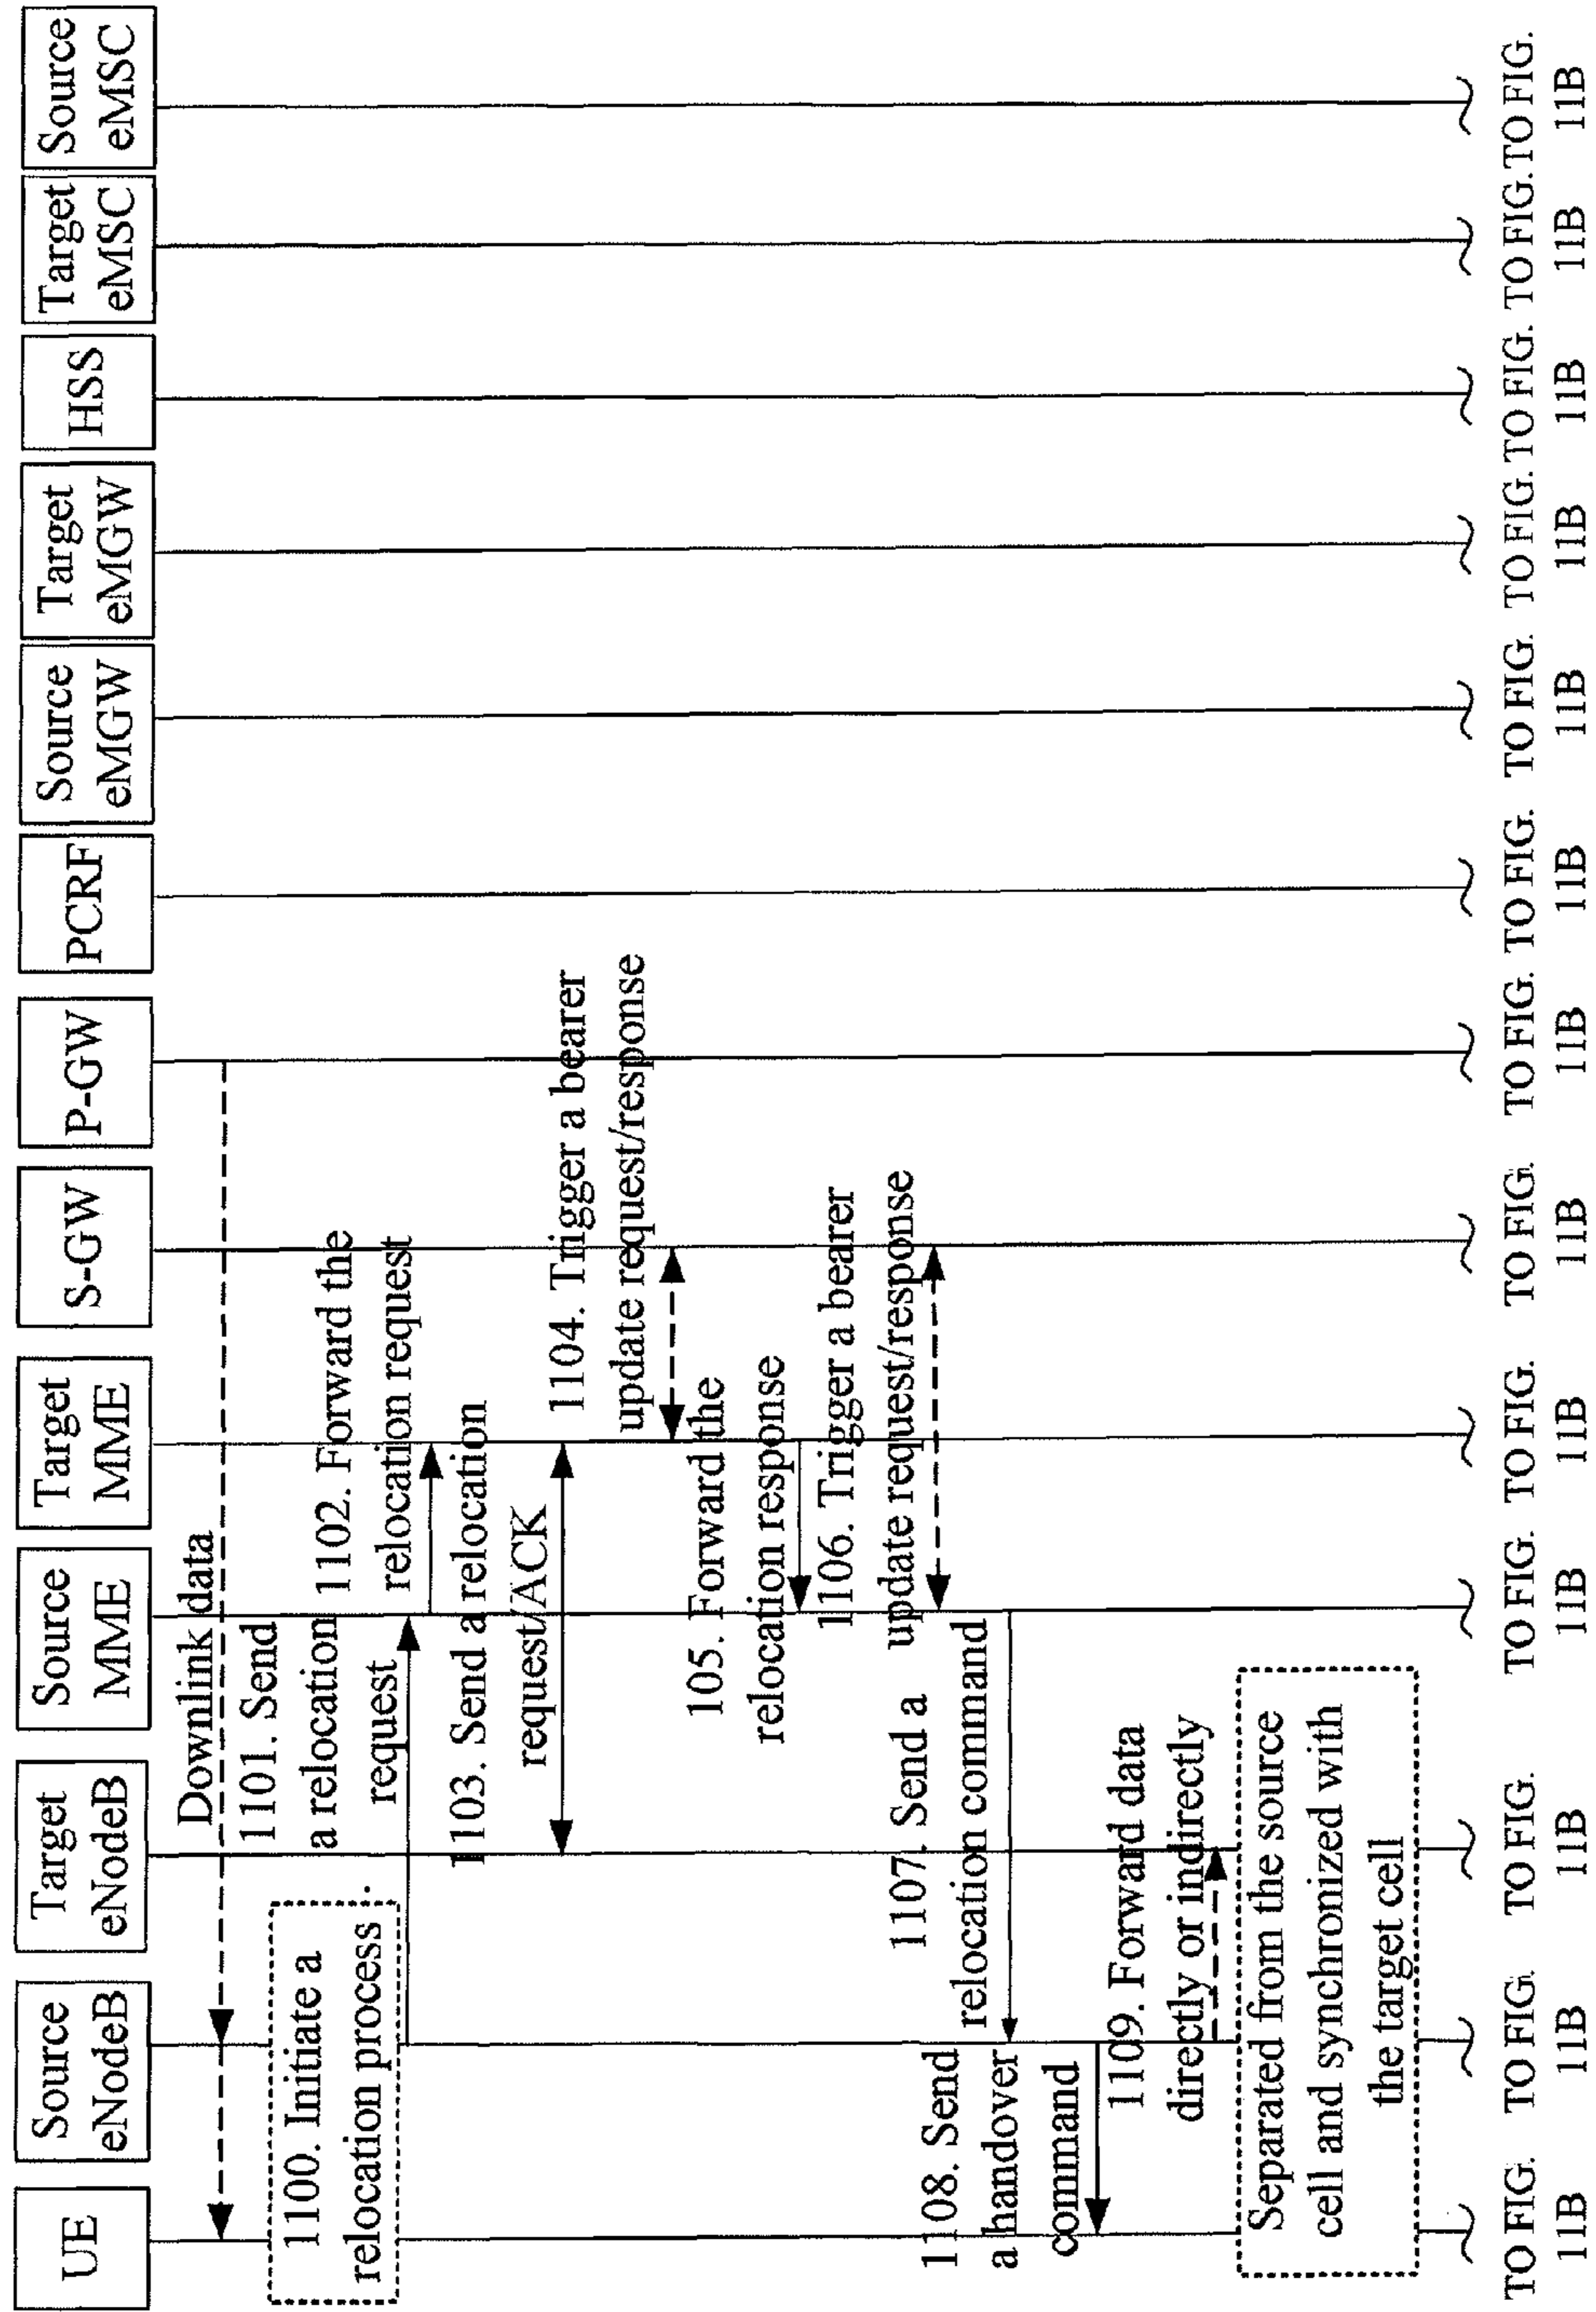 UE
Source
eNodeB
Target
eNodeB
Source
MME
Target
MME
S-GW
P-GW
PCRF
Source
eMGW
Target
eMGW
HSS
Target
eMSC
Source
eMSC
Downlink data
1100. Initiate a
relocation process
1101. Send
a relocation
request
1102. Forward the
relocation request
1103. Send a relocation
request/ACK
1104. Trigger a bearer
update request/response
105. Forward the
relocation response
1106. Trigger a bearer
update request/response
1107. Send a
relocation command
1108. Send
a handover
command
1109. Forward data
directly or indirectly
Separated from the source
cell and synchronized with
the target cell
TO FIG.
11B
TO FIG.
11B
TO FIG.
11B
TO FIG.
11B
TO FIG.
11B
TO FIG.
11B
TO FIG.
11B
TO FIG.
11B
TO FIG.
11B
TO FIG.
11B
TO FIG.
11B
TO FIG.
11B
TO FIG.
11B